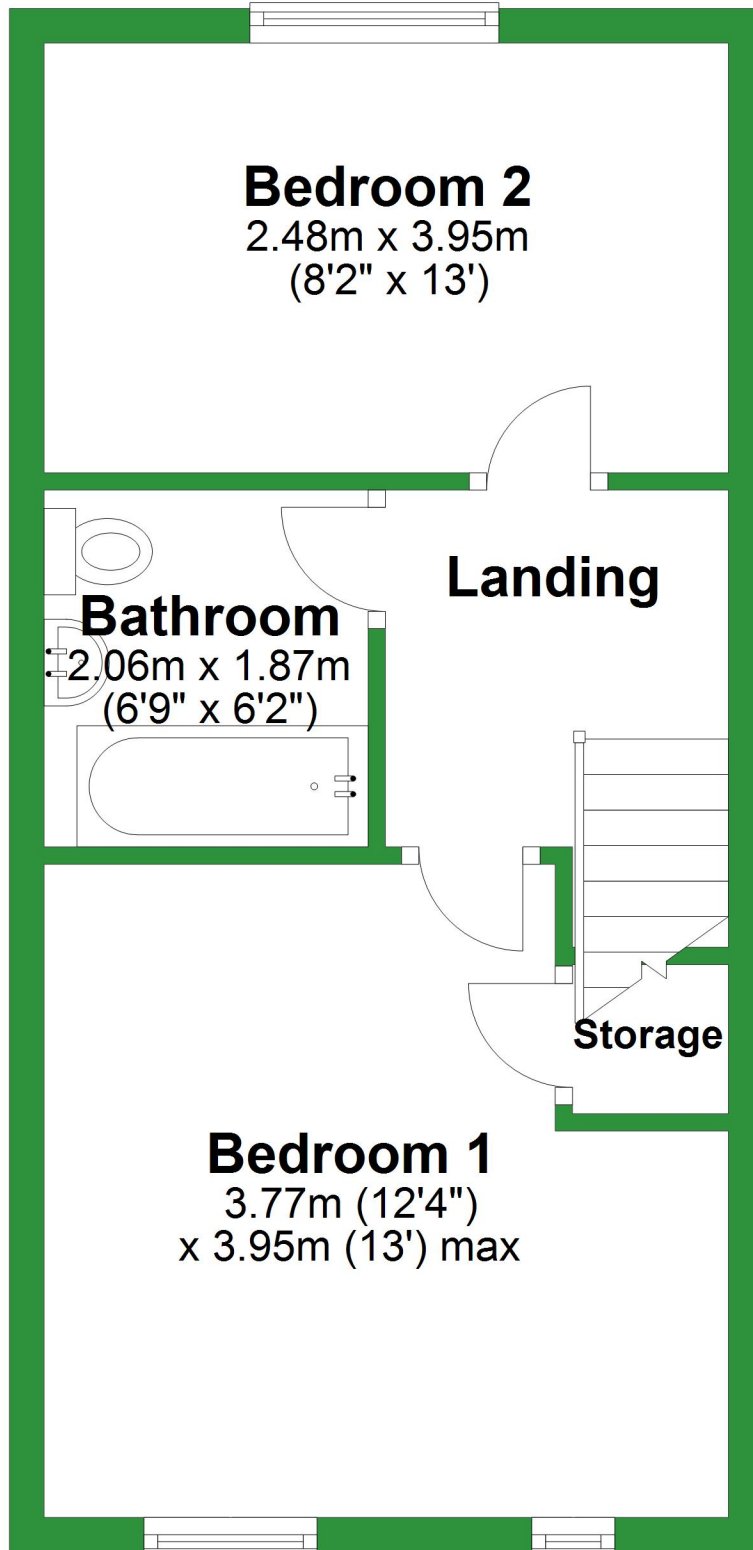 Bedroom 2
2.48m x 3.95m
(8'2" x 13')
Landing
Bathroom
2.06m x 1.87m
(6'9" x 6'2")
Storage
Bedroom 1
3.77m (12'4")
x 3.95m (13') max